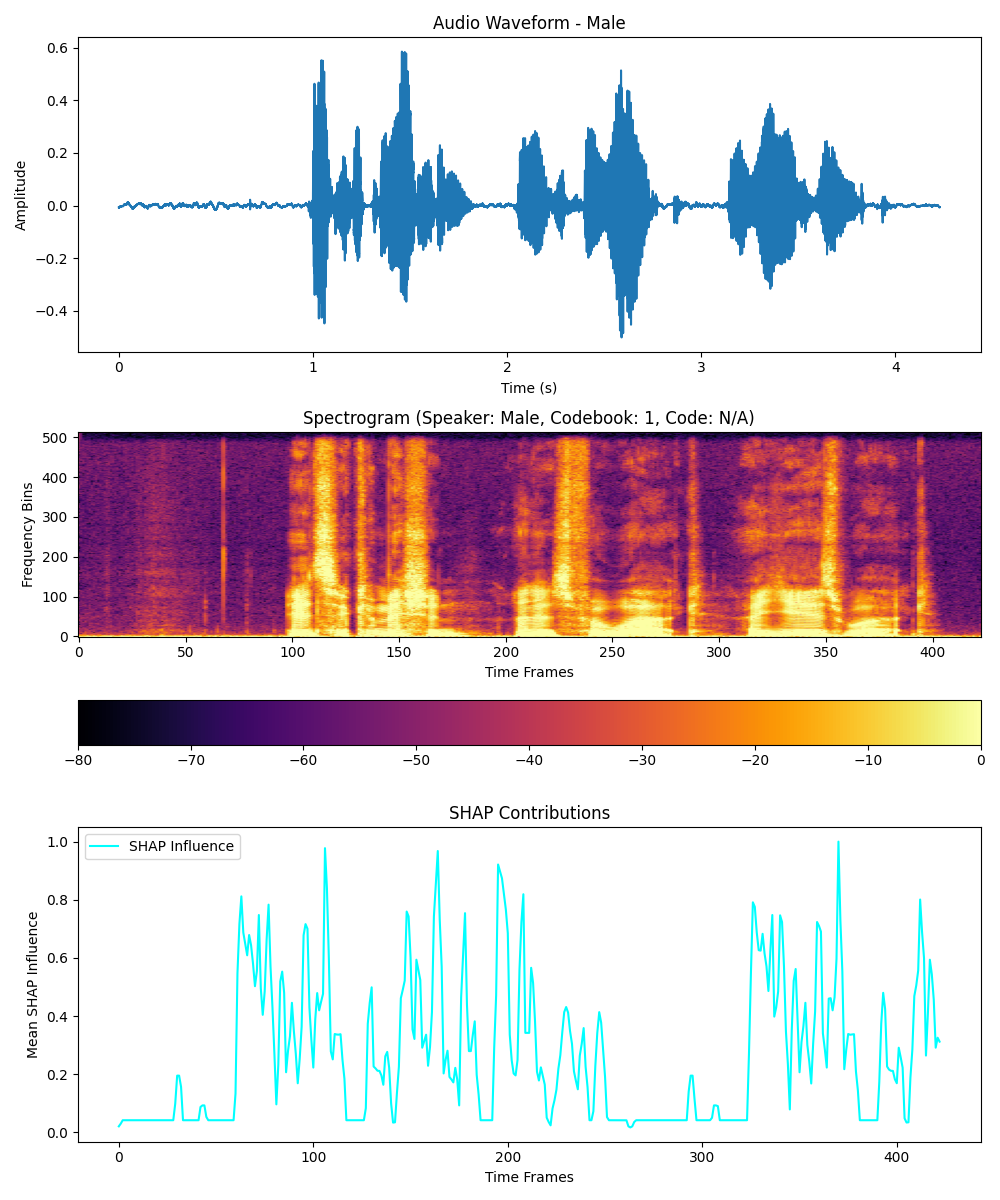 Audio Waveform - Male
0.6
0.4
0.2
0.0
−0.2
−0.4
Amplitude
0 1 2 3 4
Time (s)
Spectrogram (Speaker: Male, Codebook: 1, Code: N/A)
500
400
300
200
100
0
Frequency Bins
0 50 100 150 200 250 300 350 400
Time Frames
−80 −70 −60 −50 −40 −30 −20 −10 0
SHAP Contributions
SHAP Influence
1.0
0.8
0.6
0.4
0.2
0.0
Mean SHAP Influence
0 100 200 300 400
Time Frames